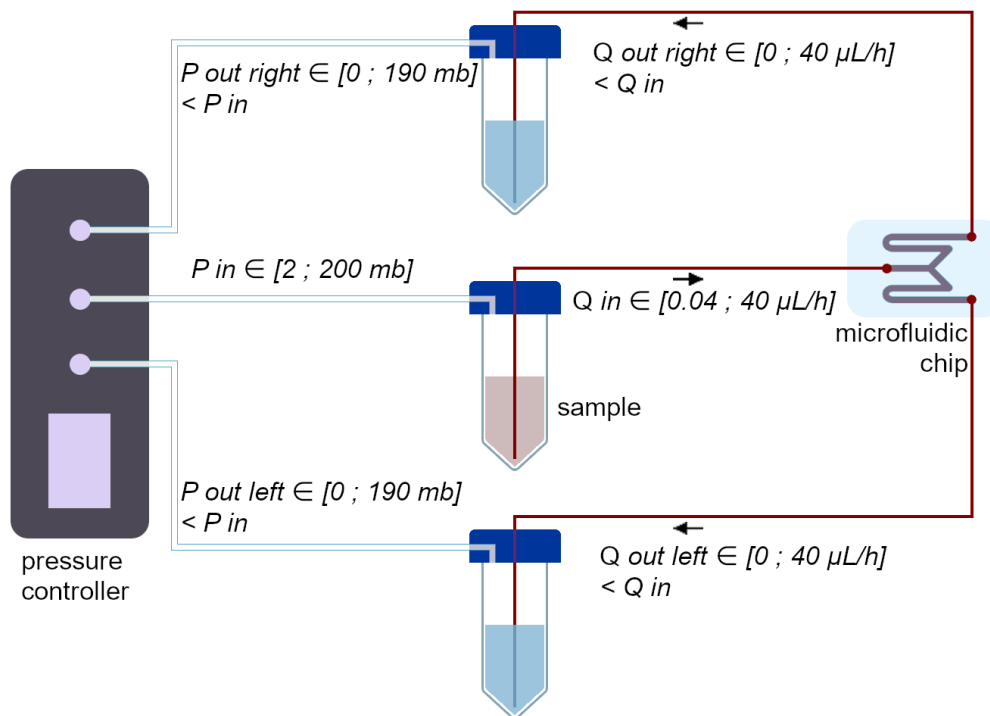 P out right ∈ [0 ; 190 mb]
< P in
Q out right ∈ [0 ; 40 µL/h]
< Q in
P in ∈ [2 ; 200 mb]
Q in ∈ [0.04 ; 40 µL/h]
microfluidic
chip
sample
P out left ∈ [0 ; 190 mb]
< P in
Q out left ∈ [0 ; 40 µL/h]
< Q in
pressure
controller